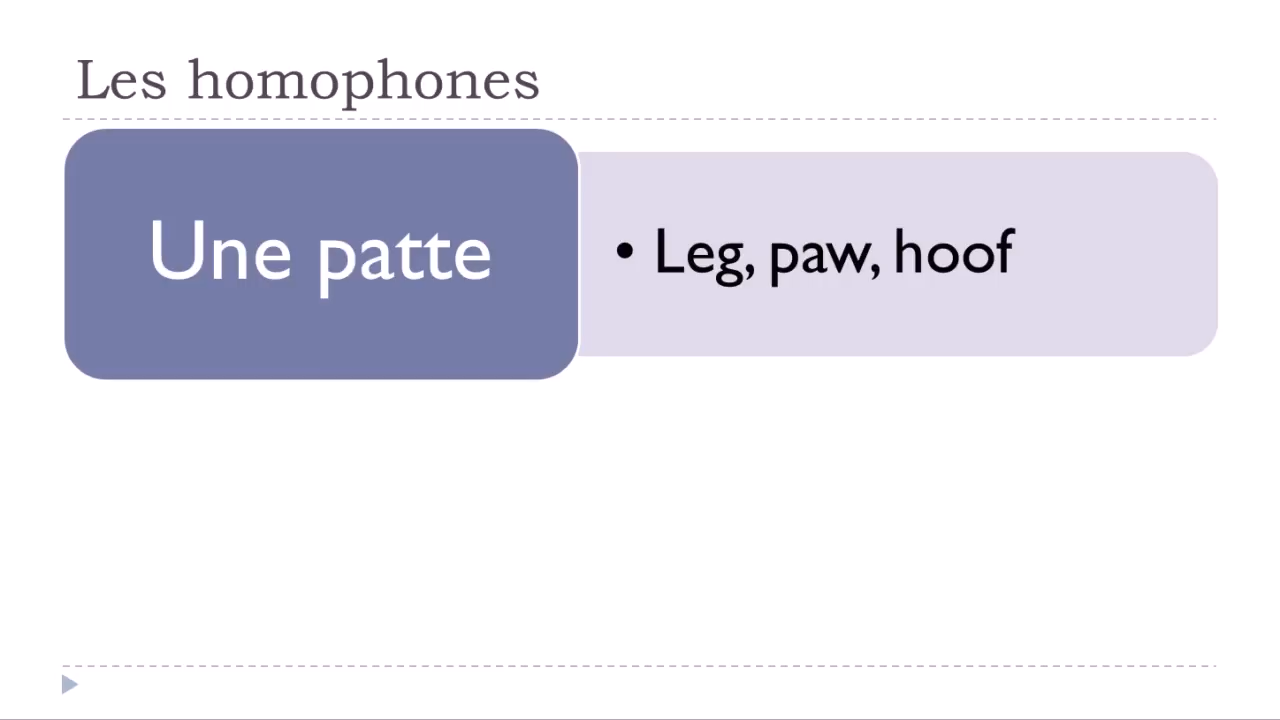 Les homophones
Une patte
• Leg, paw, hoof